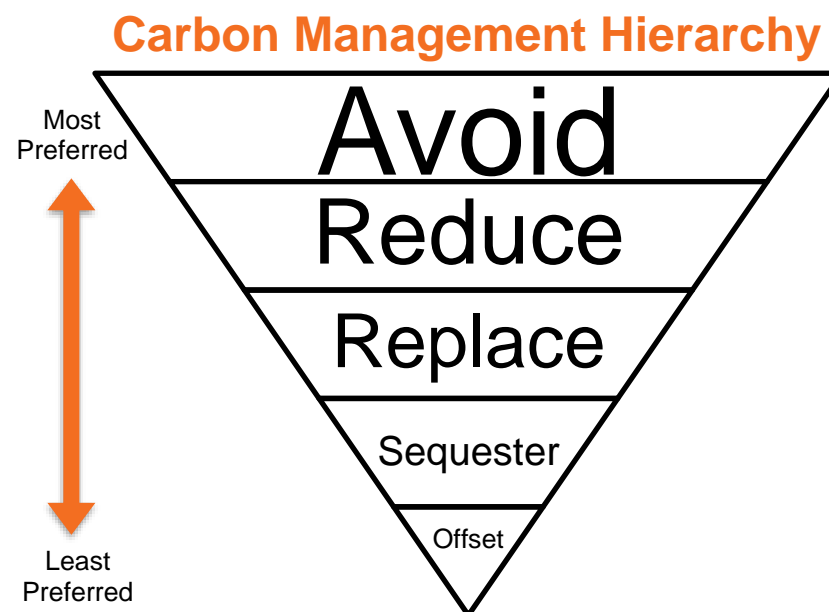 Carbon Management Hierarchy
Most
Preferred
Avoid
Reduce
Replace
Sequester
Offset
Least
Preferred